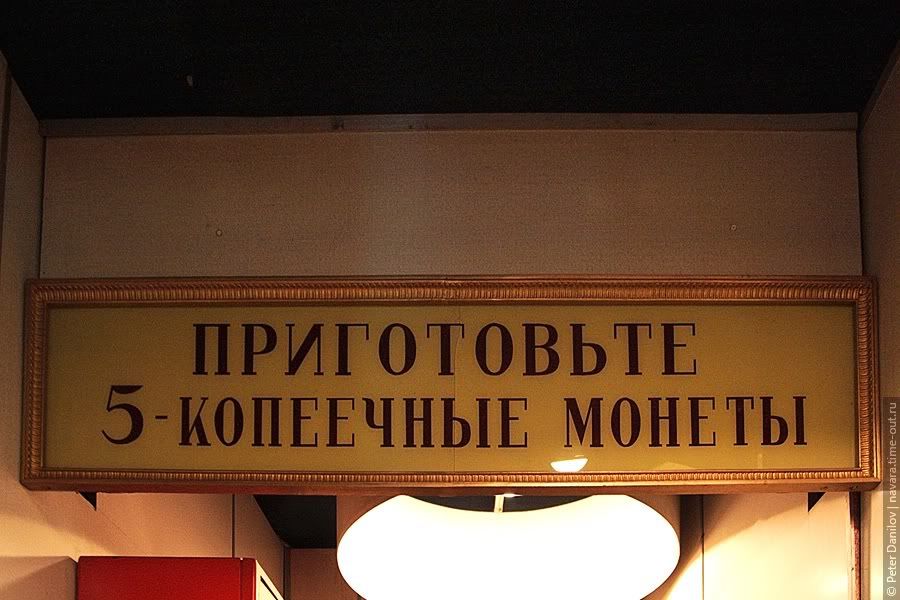 ПРИГОТОВЬТЕ
5-КОПЕЕЧНЫЕ МОНЕТЫ
© Peter Danilov | navara.time-out.ru